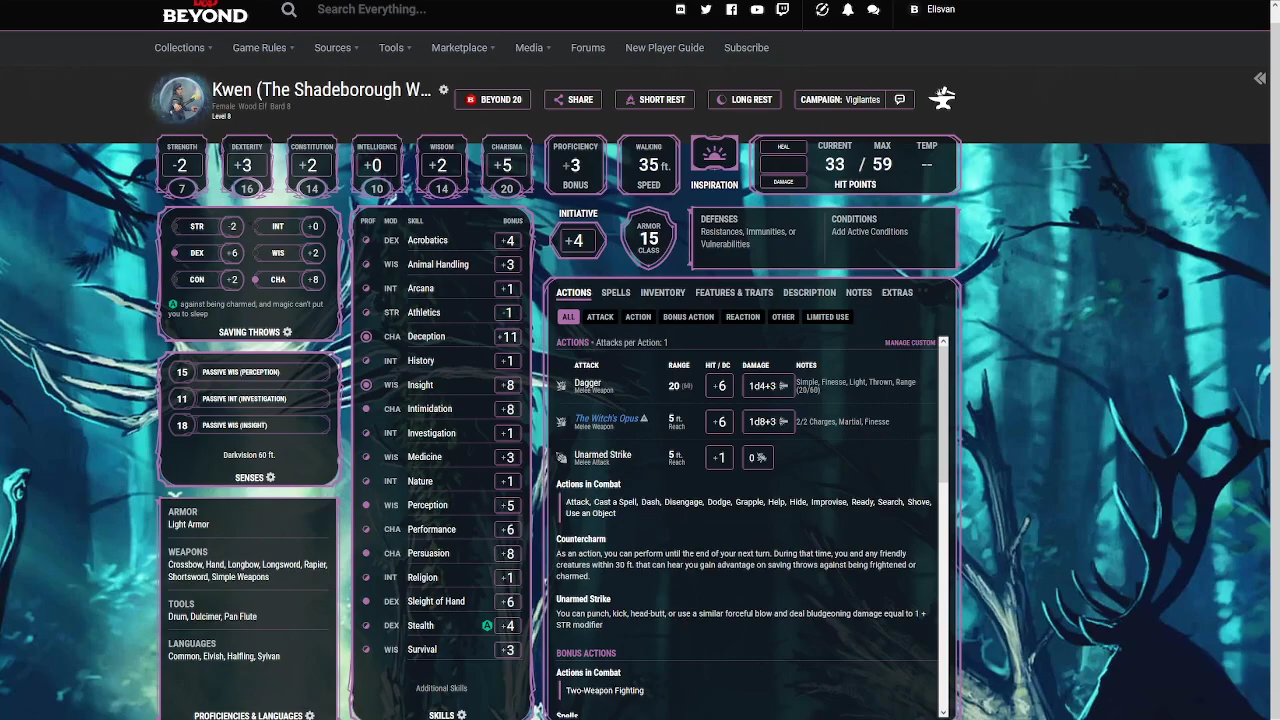 D&D
BEYOND
Search Everything...
B Elisvan
Collections
Game Rules
Sources
Tools
Marketplace
Media
Forums
New Player Guide
Subscribe
Kwen (The Shadeborough W...
Female Wood Elf Bard 8
Level 8
BEYOND 20
SHARE
SHORT REST
LONG REST
CAMPAIGN: Vigilantes
STRENGTH
-2
7
DEXTERITY
+3
16
CONSTITUTION
+2
14
INTELLIGENCE
+0
10
WISDOM
+2
14
CHARISMA
+5
20
PROFICIENCY
+3
BONUS
WALKING
35 ft.
SPEED
INSPIRATION
HEAL
DAMAGE
CURRENT MAX TEMP
33 / 59 --
HIT POINTS
STR -2 INT +0
DEX +6 WIS +2
CON +2 CHA +8
A against being charmed, and magic can't put
you to sleep
SAVING THROWS
15 PASSIVE WIS (PERCEPTION)
11 PASSIVE INT (INVESTIGATION)
18 PASSIVE WIS (INSIGHT)
Darkvision 60 ft.
SENSES
ARMOR
Light Armor
WEAPONS
Crossbow, Hand, Longbow, Longsword, Rapier,
Shortsword, Simple Weapons
TOOLS
Drum, Dulcimer, Pan Flute
LANGUAGES
Common, Elvish, Halfling, Sylvan
PROFICIENCIES & LANGUAGES
PROF MOD SKILL BONUS
DEX Acrobatics +4
WIS Animal Handling +3
INT Arcana +1
STR Athletics -1
CHA Deception +11
INT History +1
WIS Insight +8
CHA Intimidation +8
INT Investigation +1
WIS Medicine +3
INT Nature +1
WIS Perception +5
CHA Performance +6
CHA Persuasion +8
INT Religion +1
DEX Sleight of Hand +6
DEX Stealth A +4
WIS Survival +3
Additional Skills
SKILLS
INITIATIVE
+4
ARMOR
15
CLASS
DEFENSES
Resistances, Immunities, or
Vulnerabilities
CONDITIONS
Add Active Conditions
ACTIONS SPELLS INVENTORY FEATURES & TRAITS DESCRIPTION NOTES EXTRAS
ALL ATTACK ACTION BONUS ACTION REACTION OTHER LIMITED USE
ACTIONS • Attacks per Action: 1
MANAGE CUSTOM
ATTACK RANGE HIT / DC DAMAGE NOTES
Dagger
Melee Weapon
20 (60)
+6
1d4+3
Simple, Finesse, Light, Thrown, Range
(20/60)
The Witch's Opus
Melee Weapon
5 ft.
Reach
+6
1d8+3
2/2 Charges, Martial, Finesse
Unarmed Strike
Melee Attack
5 ft.
Reach
+1
0
Actions in Combat
Attack, Cast a Spell, Dash, Disengage, Dodge, Grapple, Help, Hide, Improvise, Ready, Search, Shove,
Use an Object
Countercharm
As an action, you can perform until the end of your next turn. During that time, you and any friendly
creatures within 30 ft. that can hear you gain advantage on saving throws against being frightened or
charmed.
Unarmed Strike
You can punch, kick, head-butt, or use a similar forceful blow and deal bludgeoning damage equal to 1 +
STR modifier
BONUS ACTIONS
Actions in Combat
Two-Weapon Fighting
Spells